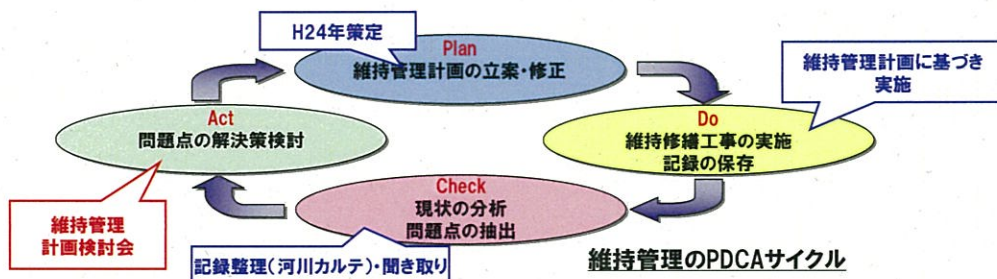 H24年策定
Plan
維持管理計画の立案・修正
維持管理計画に基づき
実施
Act
問題点の解決策検討
Do
維持修繕工事の実施
記録の保存
Check
現状の分析
問題点の抽出
維持管理
計画検討会
記録整理(河川カルテ)・聞き取り
維持管理のPDCAサイクル